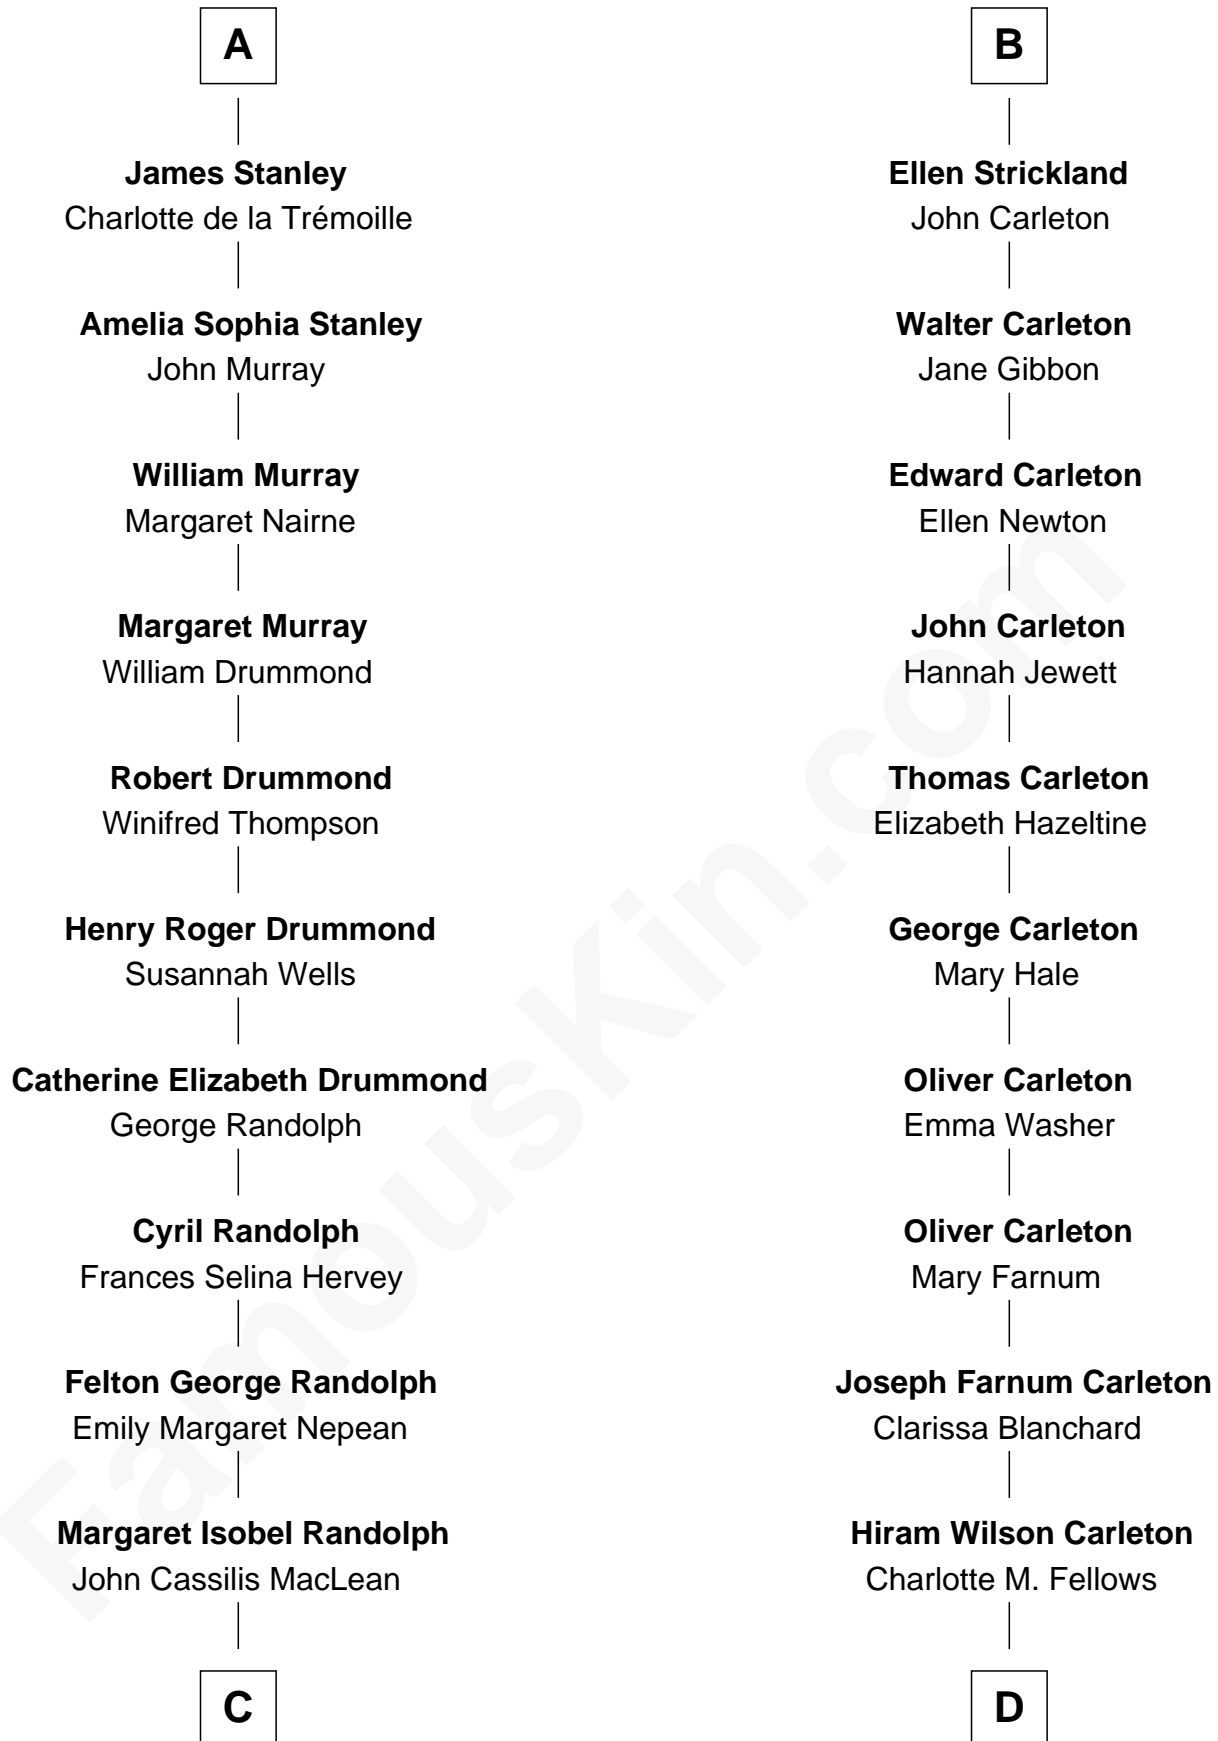 A
James Stanley
Charlotte de la Trémoille
Amelia Sophia Stanley
John Murray
William Murray
Margaret Nairne
Margaret Murray
William Drummond
Robert Drummond
Winifred Thompson
Henry Roger Drummond
Susannah Wells
Catherine Elizabeth Drummond
George Randolph
Cyril Randolph
Frances Selina Hervey
Felton George Randolph
Emily Margaret Nepean
Margaret Isobel Randolph
John Cassilis MacLean
C
B
Ellen Strickland
John Carleton
Walter Carleton
Jane Gibbon
Edward Carleton
Ellen Newton
John Carleton
Hannah Jewett
Thomas Carleton
Elizabeth Hazeltine
George Carleton
Mary Hale
Oliver Carleton
Emma Washer
Oliver Carleton
Mary Farnum
Joseph Farnum Carleton
Clarissa Blanchard
Hiram Wilson Carleton
Charlotte M. Fellows
D
FamousKin.com